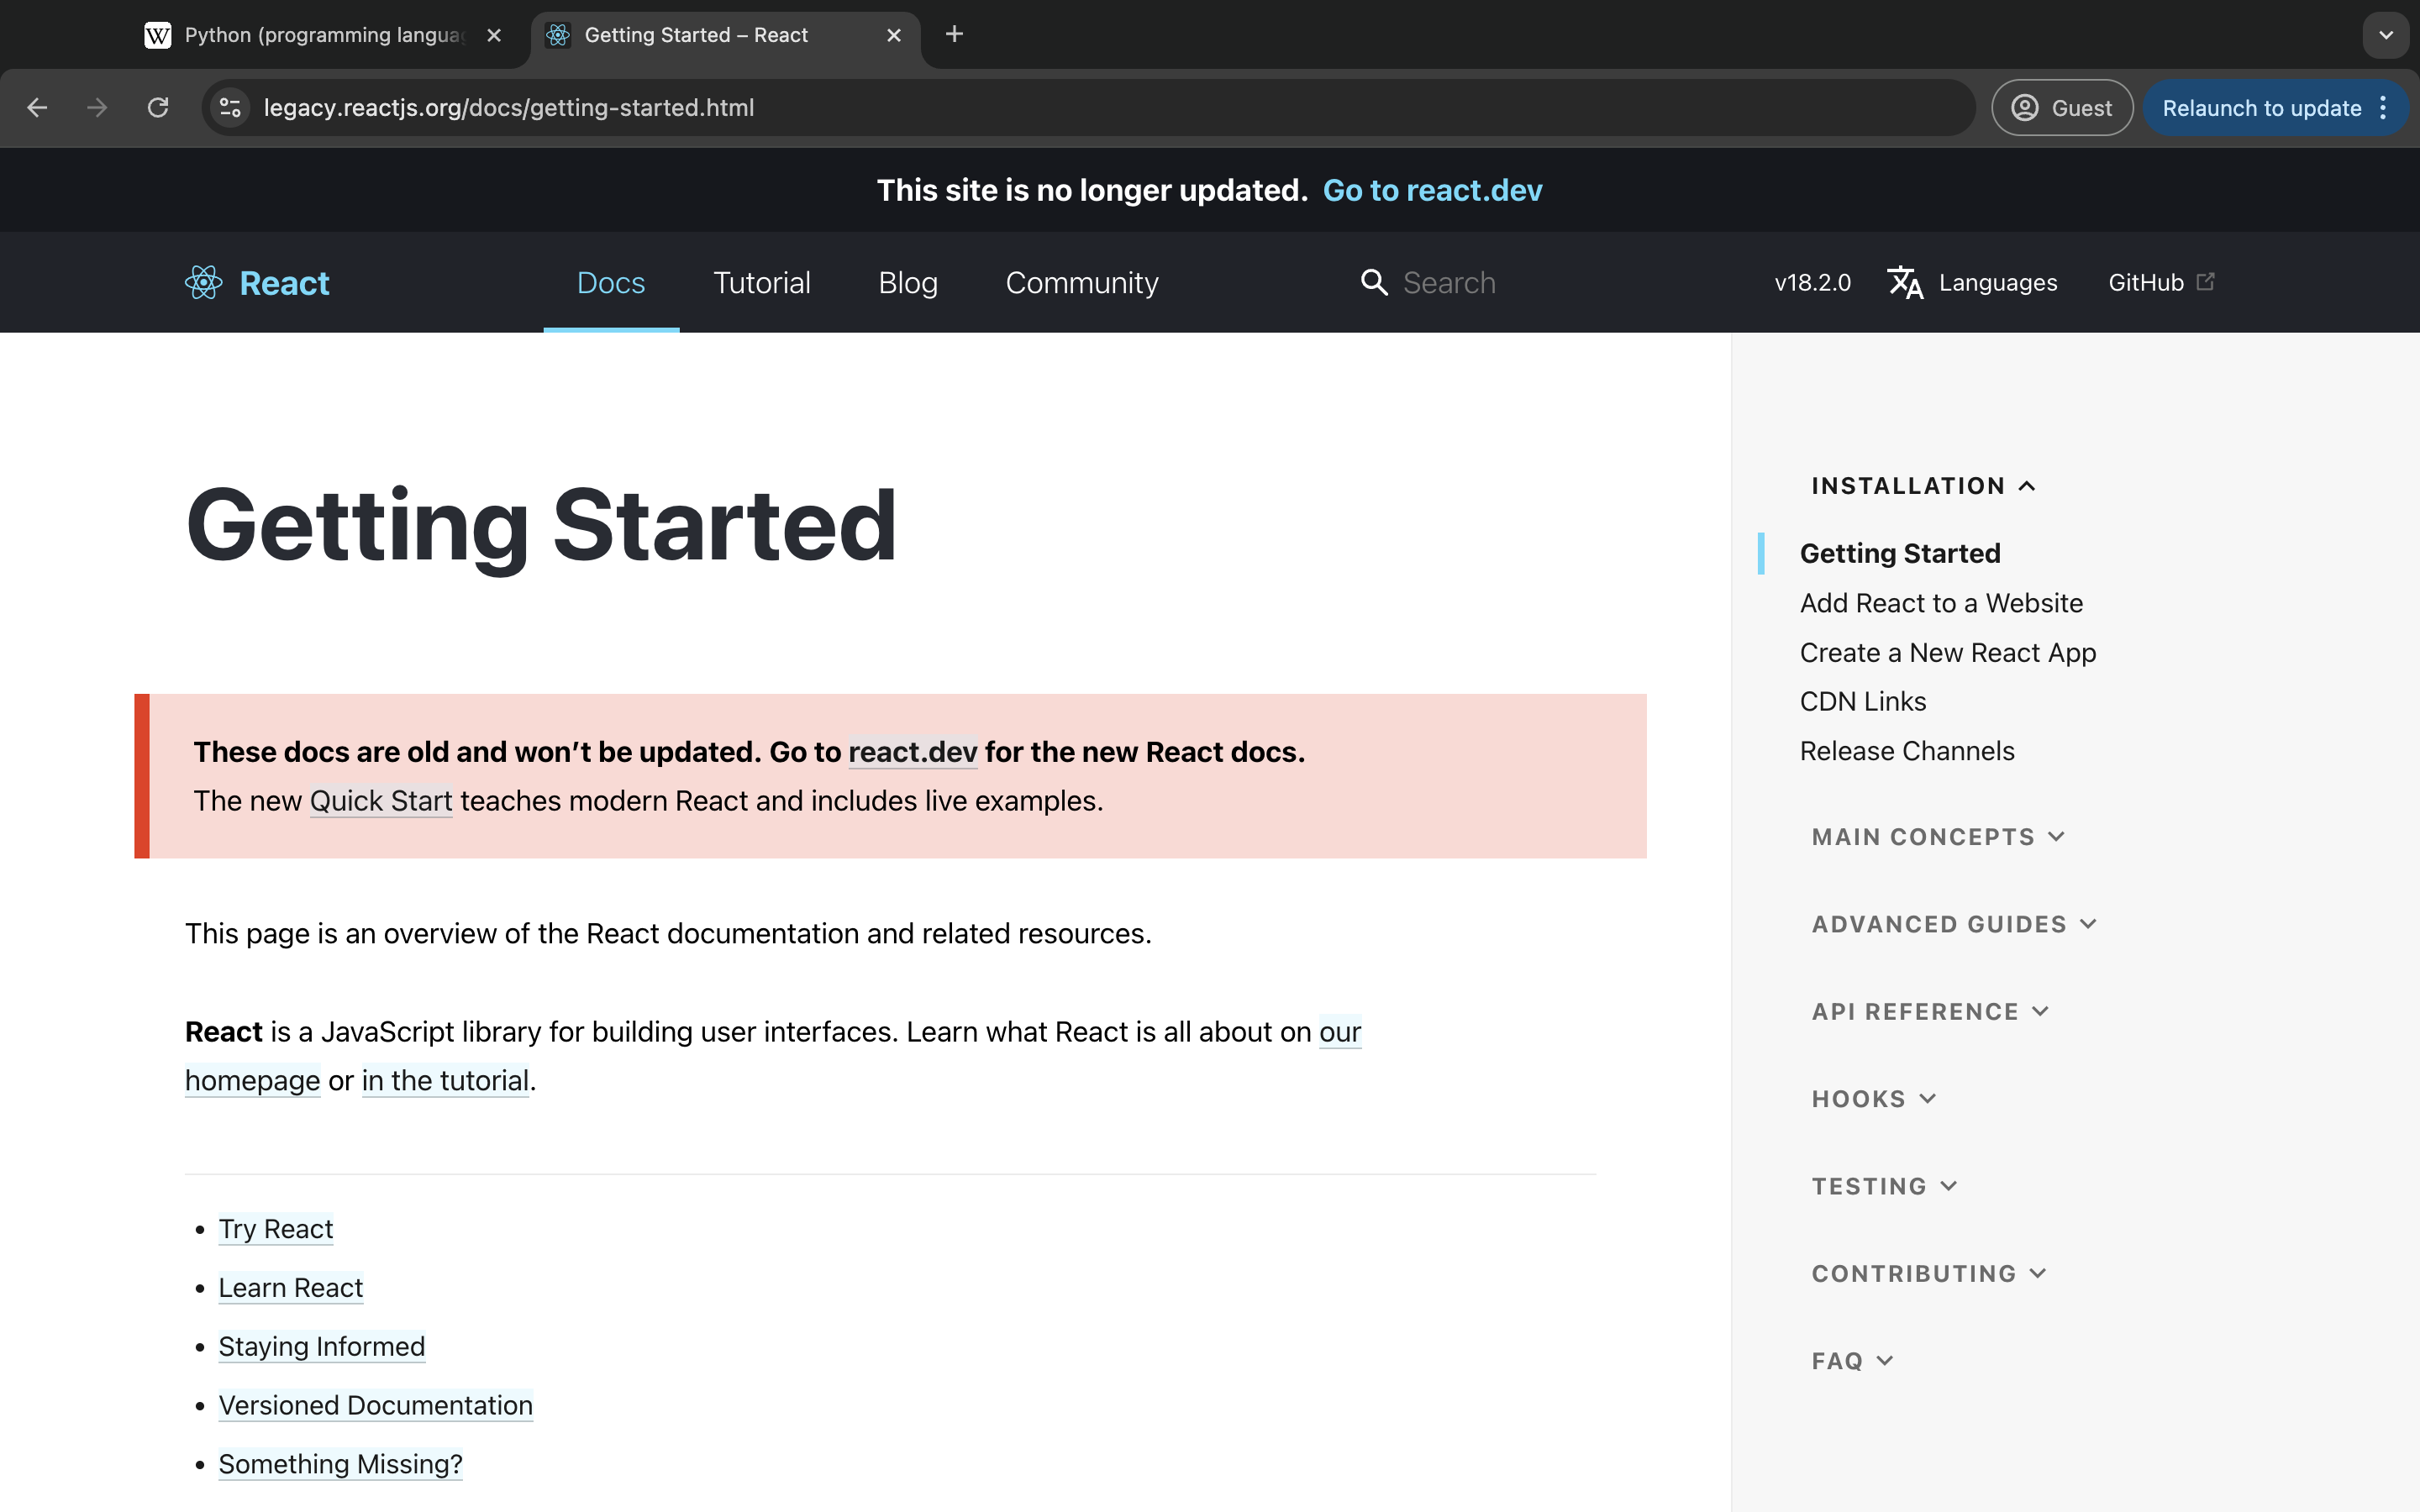 Python (programming langua
Getting Started – React
legacy.reactjs.org/docs/getting-started.html
Guest
Relaunch to update
This site is no longer updated. Go to react.dev
React
Docs
Tutorial
Blog
Community
Search
v18.2.0
Languages
GitHub
Getting Started
These docs are old and won’t be updated. Go to react.dev for the new React docs.
The new Quick Start teaches modern React and includes live examples.
This page is an overview of the React documentation and related resources.
React is a JavaScript library for building user interfaces. Learn what React is all about on our
homepage or in the tutorial.
Try React
Learn React
Staying Informed
Versioned Documentation
Something Missing?
INSTALLATION
Getting Started
Add React to a Website
Create a New React App
CDN Links
Release Channels
MAIN CONCEPTS
ADVANCED GUIDES
API REFERENCE
HOOKS
TESTING
CONTRIBUTING
FAQ